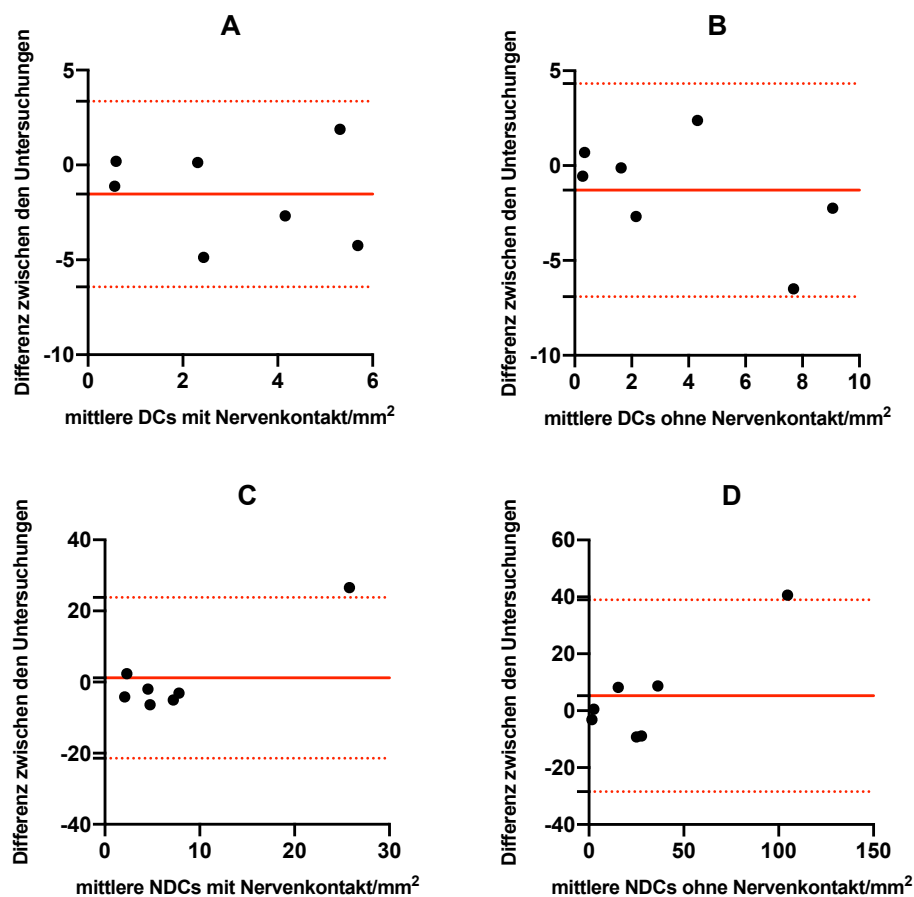 A
Differenz zwischen den Untersuchungen
5
0
-5
-10
0 2 4 6
mittlere DCs mit Nervenkontakt/mm²
B
Differenz zwischen den Untersuchungen
5
0
-5
-10
0 2 4 6 8 10
mittlere DCs ohne Nervenkontakt/mm²
C
Differenz zwischen den Untersuchungen
40
20
0
-20
-40
0 10 20 30
mittlere NDCs mit Nervenkontakt/mm²
D
Differenz zwischen den Untersuchungen
60
40
20
0
-20
-40
0 50 100 150
mittlere NDCs ohne Nervenkontakt/mm²